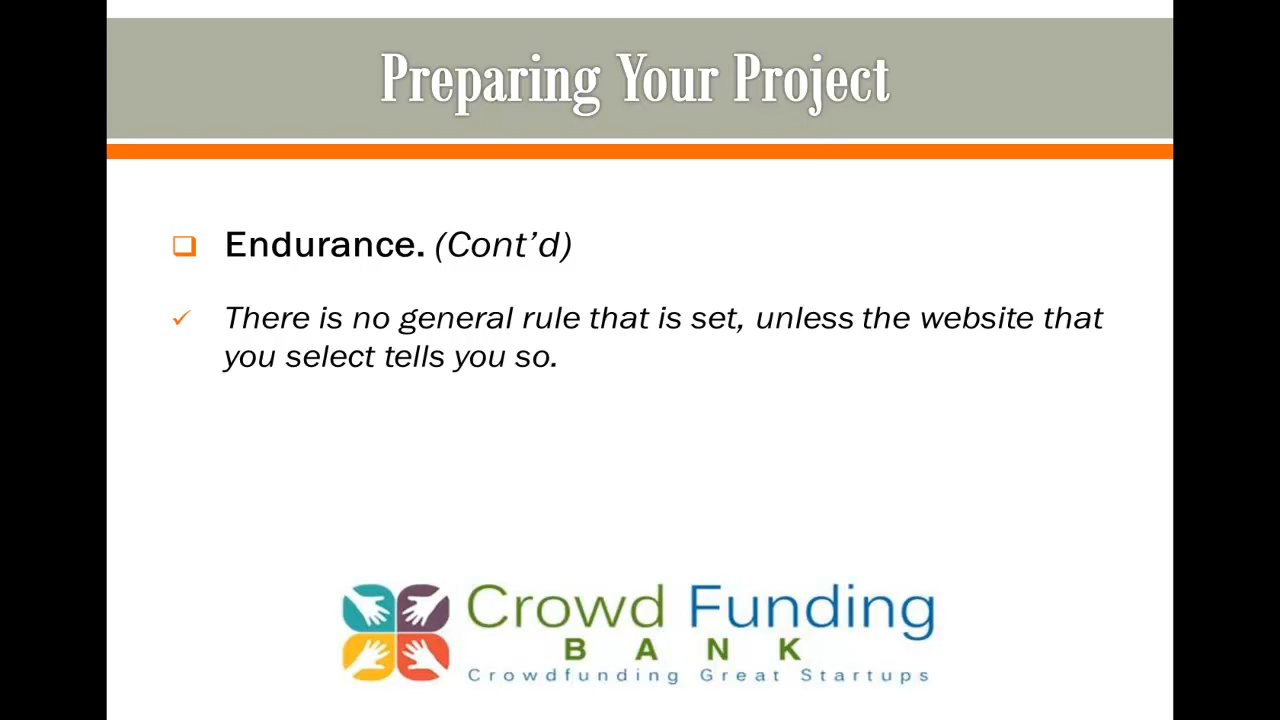 Preparing Your Project
Endurance. (Cont’d)
There is no general rule that is set, unless the website that
you select tells you so.
Crowd Funding
BANK
Crowdfunding Great Startups